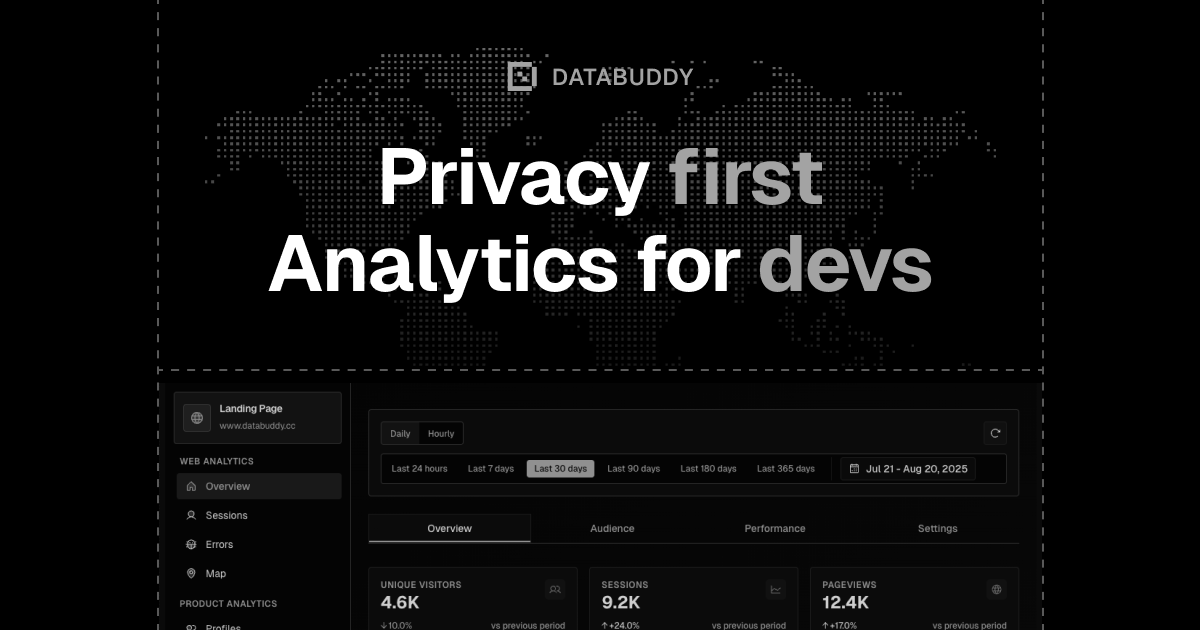 DATABUDDY
Privacy first
Analytics for devs
Landing Page
www.databuddy.cc
WEB ANALYTICS
Overview
Sessions
Errors
Map
PRODUCT ANALYTICS
Profiles
Daily Hourly
Last 24 hours Last 7 days Last 30 days Last 90 days Last 180 days Last 365 days Jul 21 - Aug 20, 2025
Overview Audience Performance Settings
UNIQUE VISITORS
4.6K
↓10.0% vs previous period
SESSIONS
9.2K
↑+24.0% vs previous period
PAGEVIEWS
12.4K
↑+17.0% vs previous period